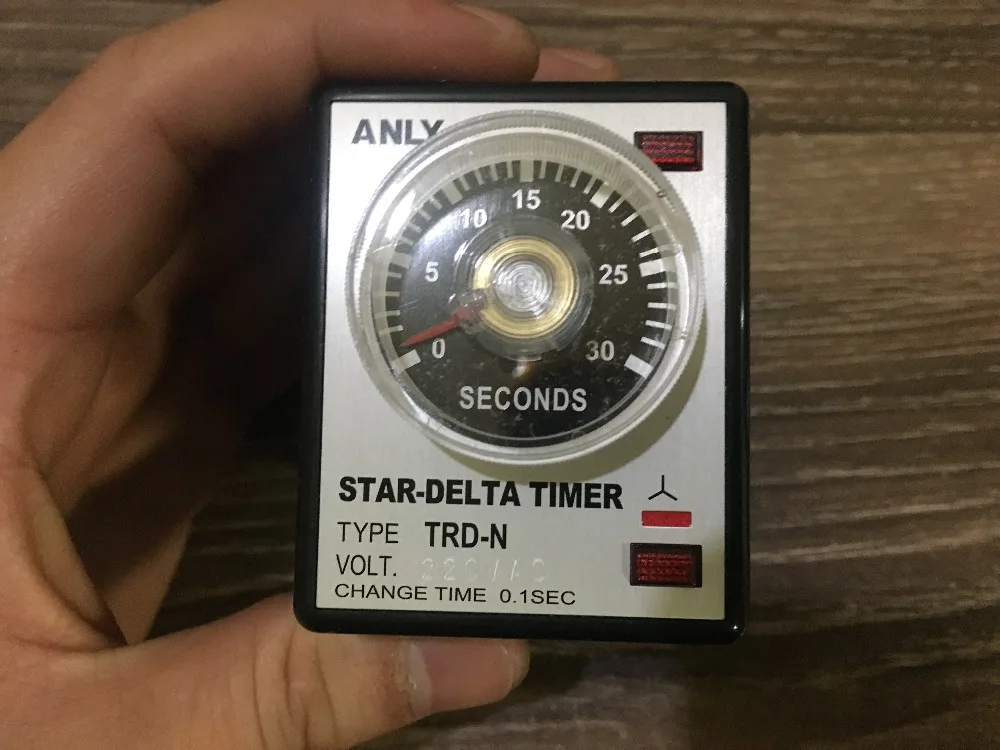 ANLY
15
10
20
5
25
0
30
SECONDS
STAR-DELTA TIMER
TYPE TRD-N
VOLT. 220VAC
CHANGE TIME 0.1SEC